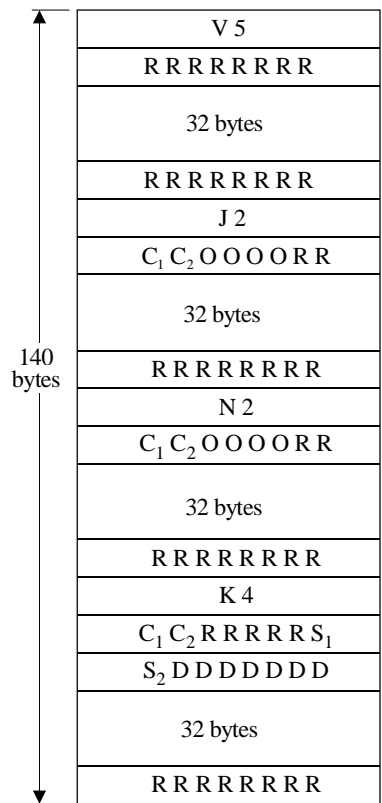 V 5
R R R R R R R R
32 bytes
R R R R R R R R
J 2
C₁ C₂ O O O O R R
32 bytes
140
bytes
R R R R R R R R
N 2
C₁ C₂ O O O O R R
32 bytes
R R R R R R R R
K 4
C₁ C₂ R R R R R S₁
S₂ D D D D D D D
32 bytes
R R R R R R R R